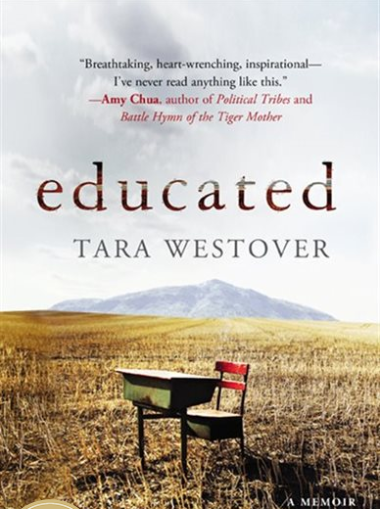 “Breathtaking, heart-wrenching, inspirational—
I’ve never read anything like this.”
—Amy Chua, author of Political Tribes and
Battle Hymn of the Tiger Mother
educated
TARA WESTOVER
A MEMOIR